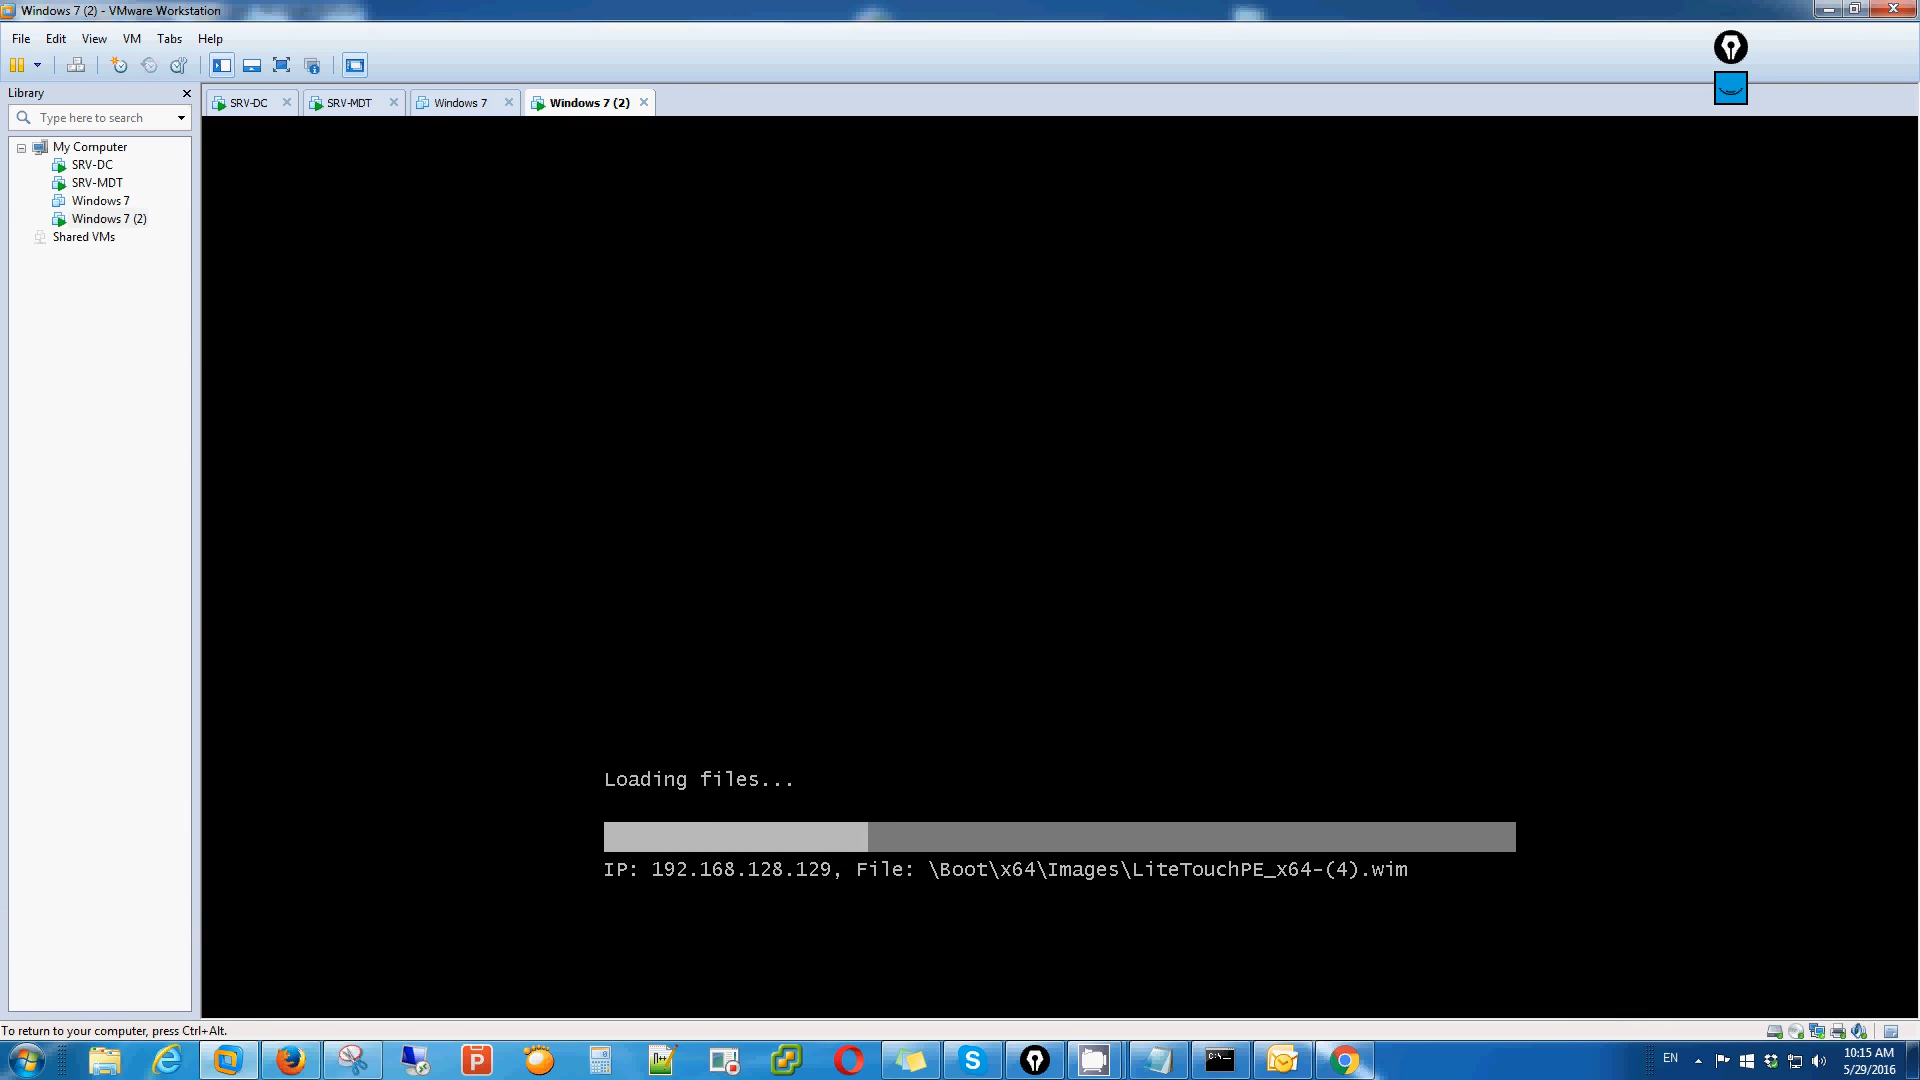 Windows 7 (2) - VMware Workstation
File Edit View VM Tabs Help
Library
Type here to search
My Computer
SRV-DC
SRV-MDT
Windows 7
Windows 7 (2)
Shared VMs
SRV-DC SRV-MDT Windows 7 Windows 7 (2)
Loading files...
IP: 192.168.128.129, File: \Boot\x64\Images\LiteTouchPE_x64-(4).wim
To return to your computer, press Ctrl+Alt.
EN
10:15 AM
5/29/2016